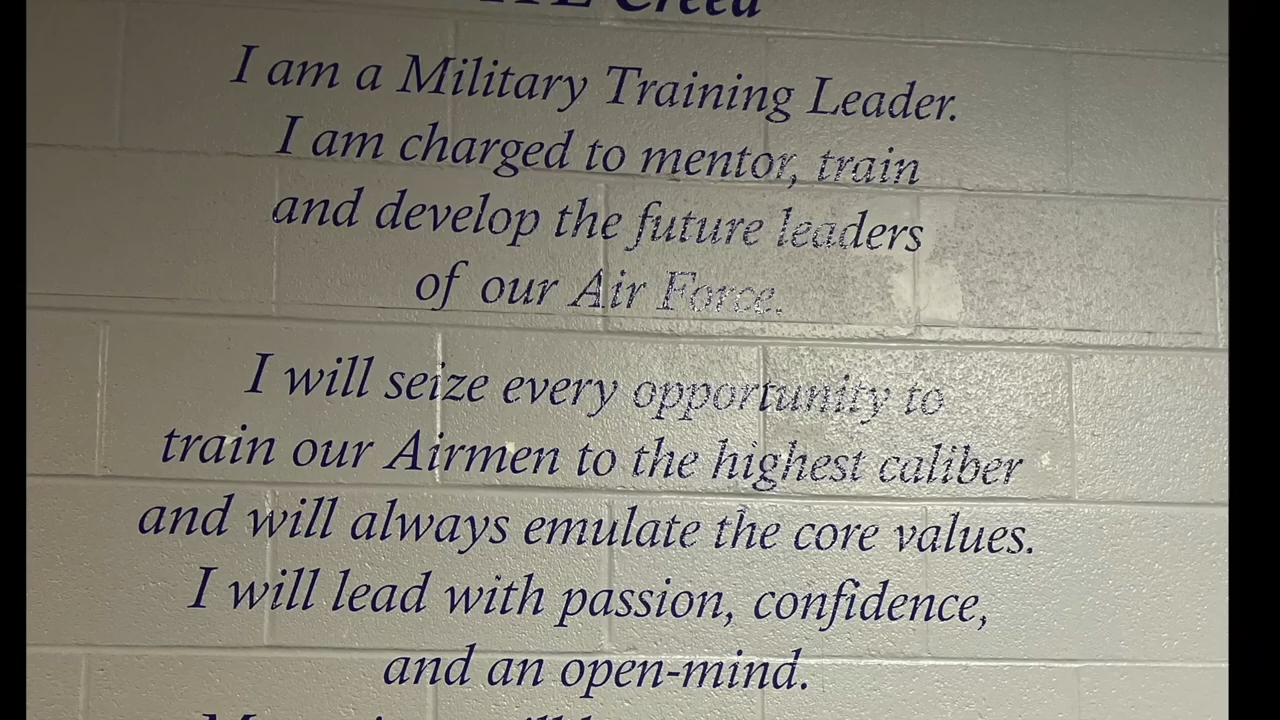 Creed
I am a Military Training Leader.
I am charged to mentor, train
and develop the future leaders
of our Air Force.
I will seize every opportunity to
train our Airmen to the highest caliber
and will always emulate the core values.
I will lead with passion, confidence,
and an open-mind.